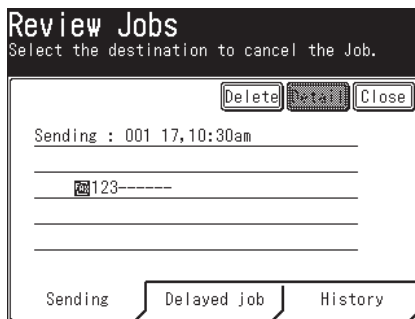 Review Jobs
Select the destination to cancel the Job.
Delete Detail Close
Sending : 001 17,10:30am
123------
Sending Delayed job History